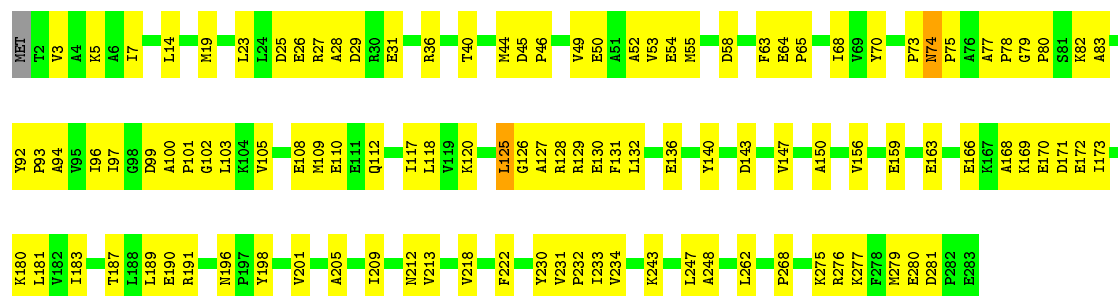 MET T2 V3 A4 K5 A6 I7 L14 M19 L23 L24 D25 E26 R27 A28 D29 R30 E31 R36 T40 M44 D45 P46 V49 E50 A51 A52 V53 E54 M55 D58 F63 E64 P65 I68 V69 Y70 P73 N74 P75 A76 A77 P78 G79 P80 S81 K82 A83
Y92 P93 A94 V95 I96 I97 G98 D99 A100 P101 G102 L103 K104 V105 E108 M109 E110 E111 Q112 I117 L118 V119 K120 L125 G126 A127 R128 R129 E130 F131 L132 E136 Y140 D143 V147 A150 V156 E159 E163 E166 K167 A168 K169 E170 D171 E172 I173
K180 L181 V182 I183 T187 L188 L189 E190 R191 N196 P197 Y198 V201 A205 I209 N212 V213 V218 F222 Y230 V231 P232 I233 V234 K243 L247 A248 L262 P268 K275 R276 K277 F278 M279 E280 D281 P282 E283